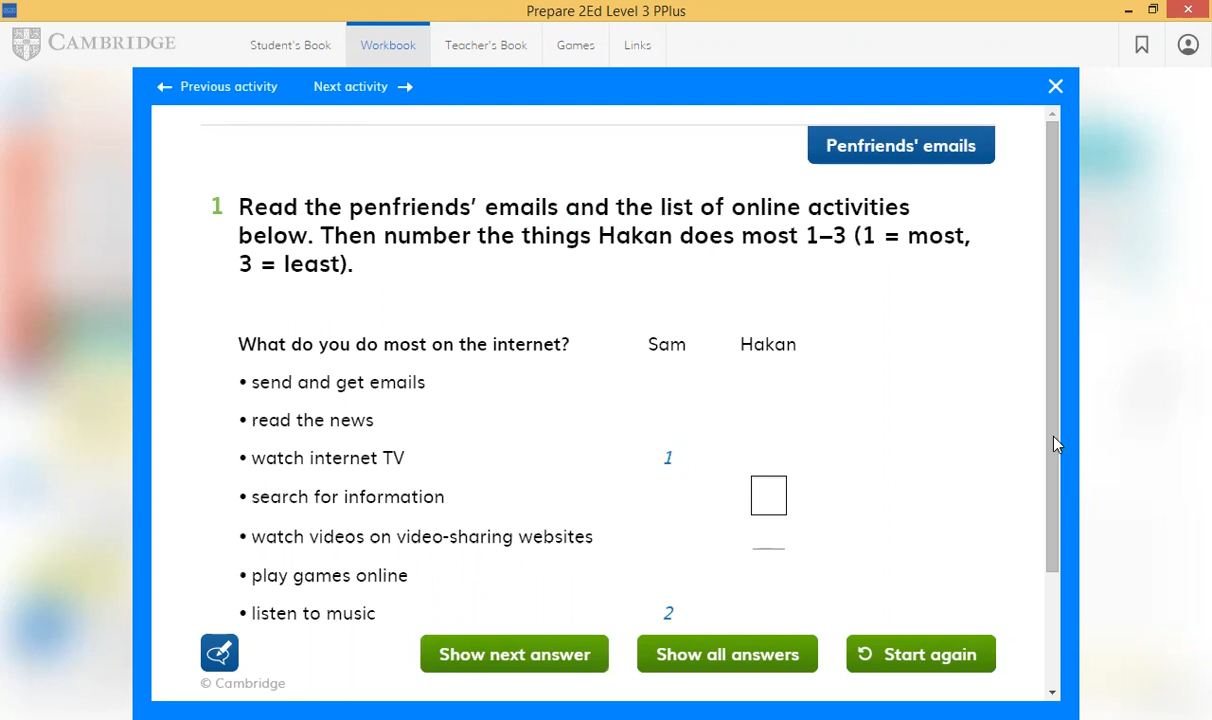 Prepare 2Ed Level 3 PPlus
CAMBRIDGE
Student's Book
Workbook
Teacher's Book
Games
Links
Previous activity
Next activity
Penfriends' emails
1 Read the penfriends' emails and the list of online activities
below. Then number the things Hakan does most 1–3 (1 = most,
3 = least).
What do you do most on the internet? Sam Hakan
• send and get emails
• read the news
• watch internet TV 1
• search for information
• watch videos on video-sharing websites
• play games online
• listen to music 2
Show next answer
Show all answers
Start again
© Cambridge